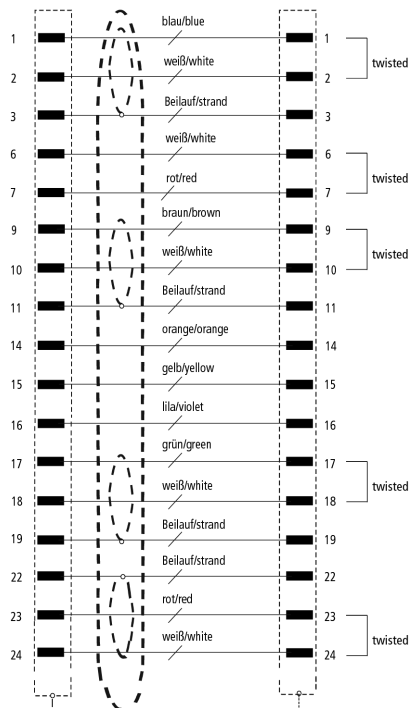 blau/blue
1 1
weiß/white twisted
2 2
Beilauf/strand
3 3
weiß/white
6 6
rot/red twisted
7 7
braun/brown
9 9
weiß/white twisted
10 10
Beilauf/strand
11 11
orange/orange
14 14
gelb/yellow
15 15
lila/violet
16 16
grün/green
17 17
weiß/white twisted
18 18
Beilauf/strand
19 19
Beilauf/strand
22 22
rot/red
23 23
weiß/white twisted
24 24